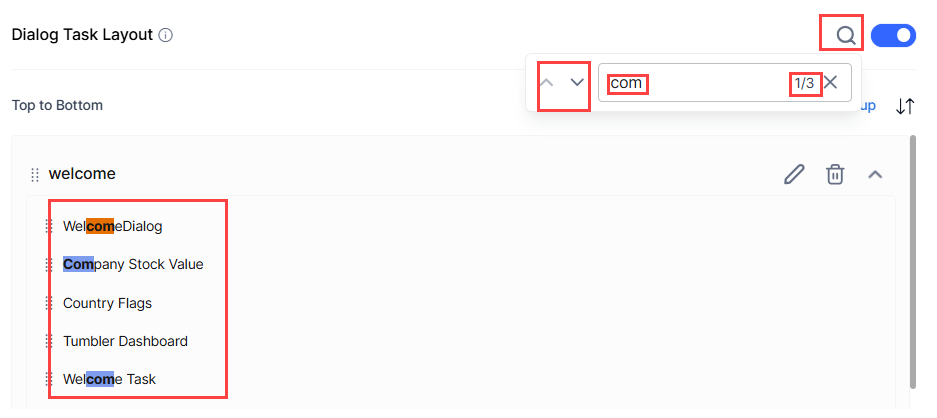 Dialog Task Layout
com 1/3
Top to Bottom up
welcome
WelcomeDialog
Company Stock Value
Country Flags
Tumbler Dashboard
Welcome Task